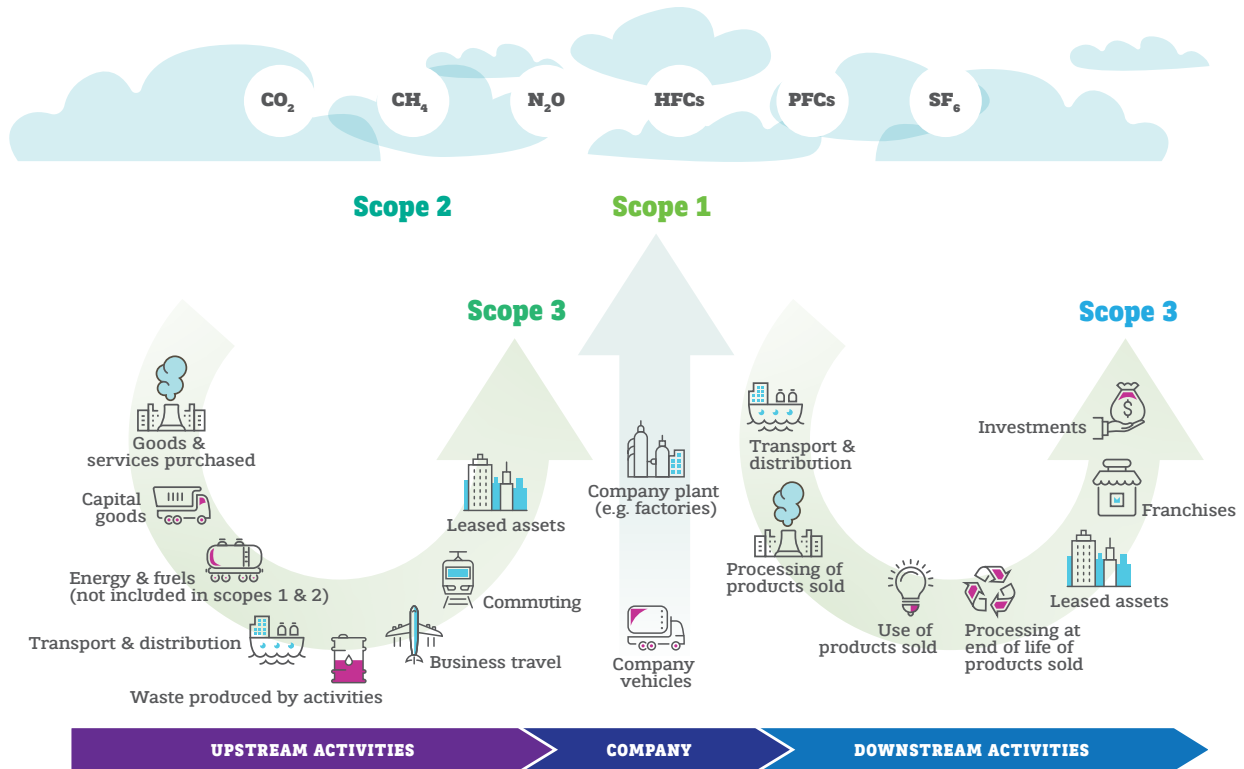 CO₂
CH₄
N₂O
HFCs
PFCs
SF₆
Scope 2
Scope 1
Scope 3
Scope 3
Goods &
services purchased
Capital
goods
Energy & fuels
(not included in scopes 1 & 2)
Transport & distribution
Waste produced by activities
Business travel
Commuting
Leased assets
Company plant
(e.g. factories)
Company
vehicles
Transport &
distribution
Processing of
products sold
Use of
products sold
Processing at
end of life of
products sold
Leased assets
Franchises
Investments
$
UPSTREAM ACTIVITIES
COMPANY
DOWNSTREAM ACTIVITIES